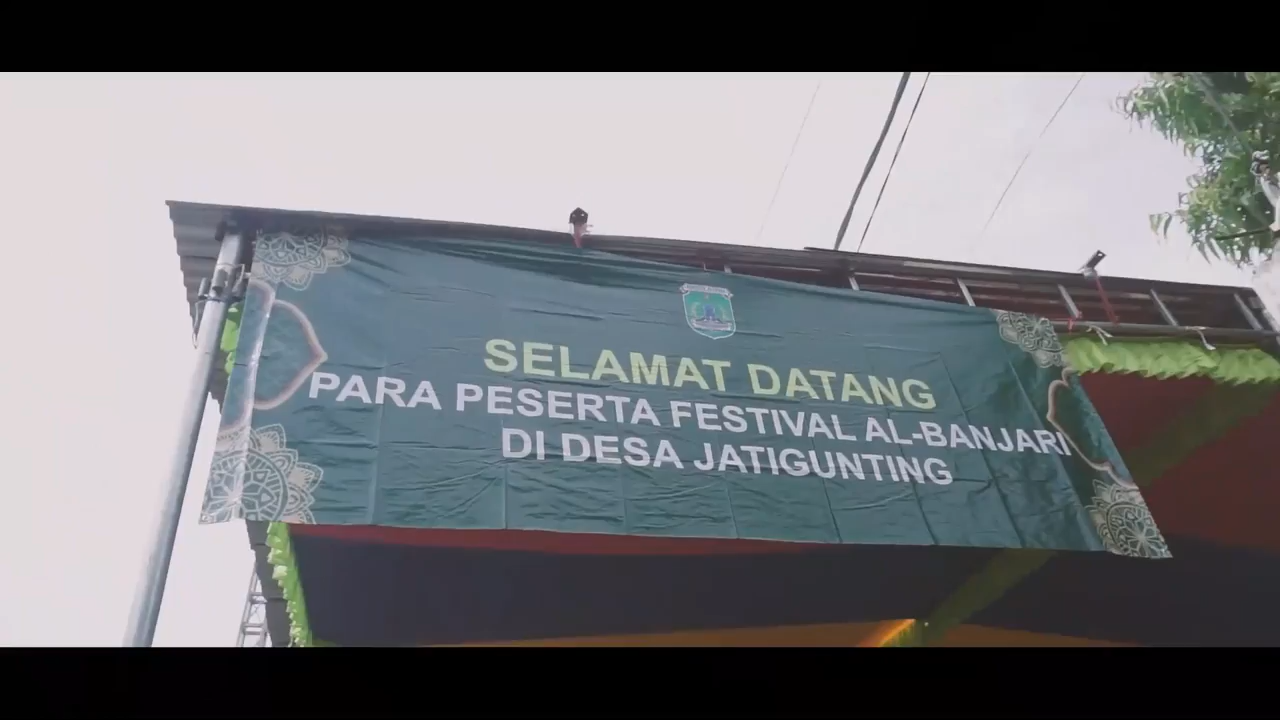 SELAMAT DATANG
PARA PESERTA FESTIVAL AL-BANJARI
DI DESA JATIGUNTING